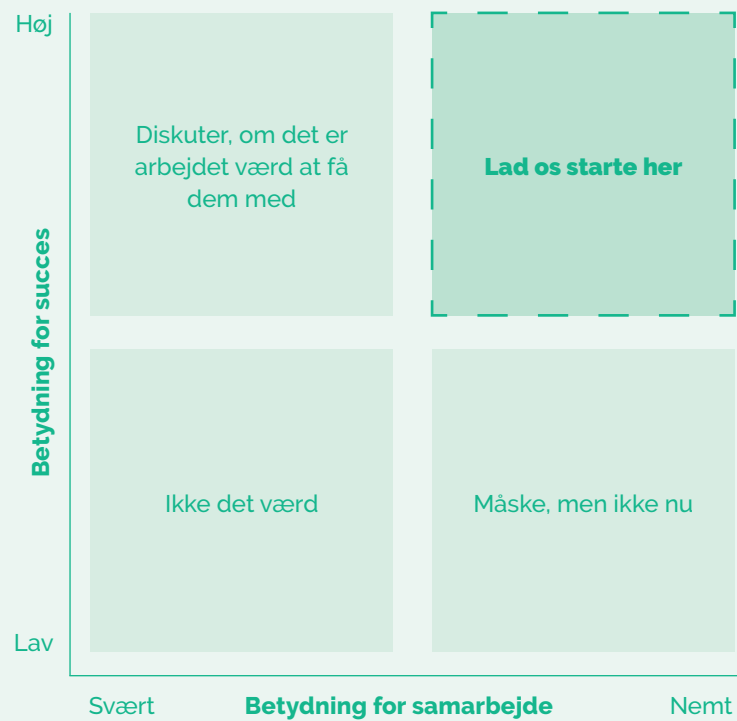 Høj
Diskuter, om det er
arbejdet værd at få
dem med
Lad os starte her
Betydning for succes
Ikke det værd
Måske, men ikke nu
Lav
Svært
Betydning for samarbejde
Nemt